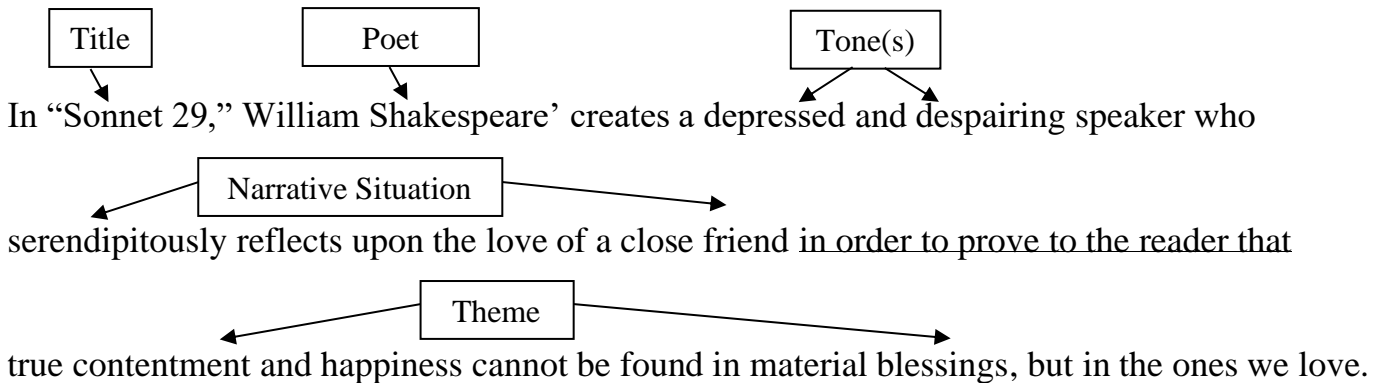 Title Poet Tone(s)
In “Sonnet 29,” William Shakespeare’ creates a depressed and despairing speaker who
Narrative Situation
serendipitously reflects upon the love of a close friend in order to prove to the reader that
Theme
true contentment and happiness cannot be found in material blessings, but in the ones we love.